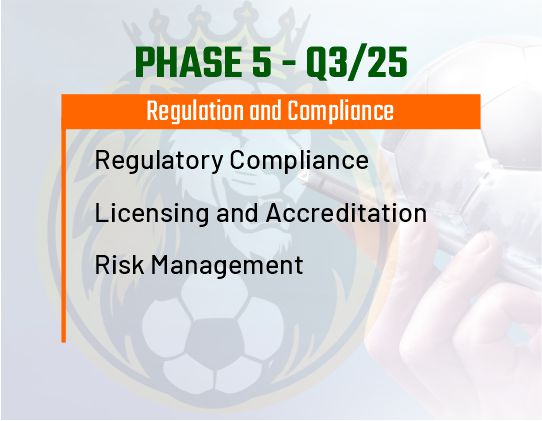 PHASE 5 - Q3/25
Regulation and Compliance
Regulatory Compliance
Licensing and Accreditation
Risk Management